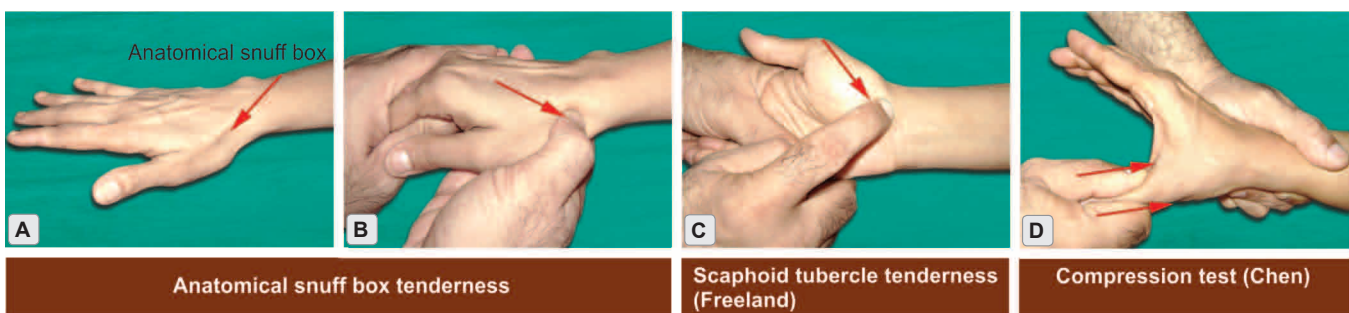 Anatomical snuff box
A
B
C
D
Anatomical snuff box tenderness
Scaphoid tubercle tenderness
(Freeland)
Compression test (Chen)